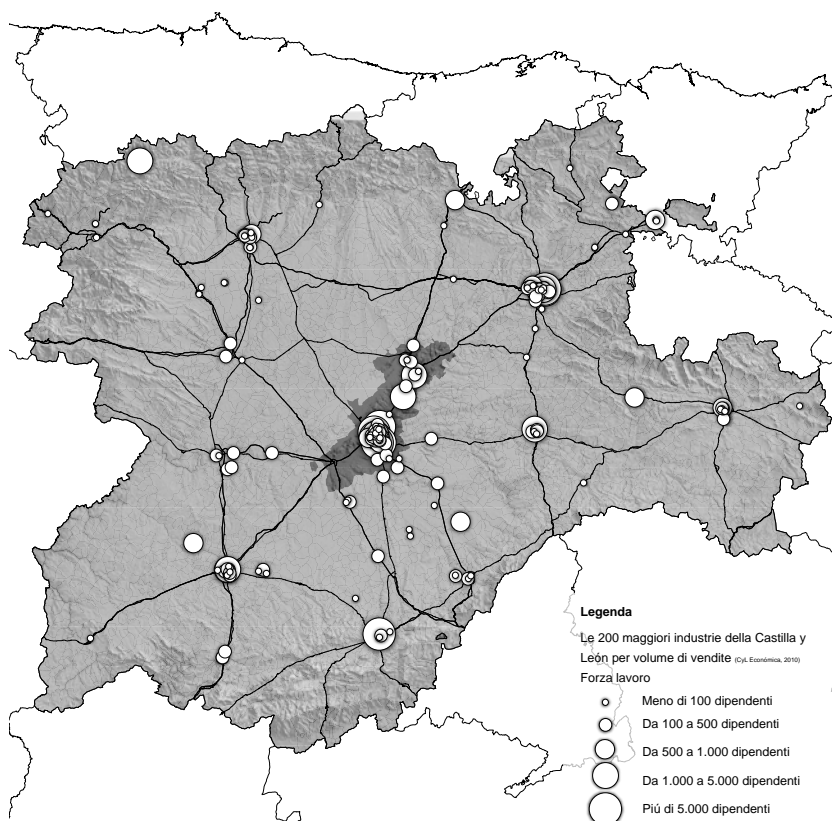 Legenda
Le 200 maggiori industrie della Castilla y
León per volume di vendite (CyL Económica, 2010)
Forza lavoro
Meno di 100 dipendenti
Da 100 a 500 dipendenti
Da 500 a 1.000 dipendenti
Da 1.000 a 5.000 dipendenti
Piú di 5.000 dipendenti